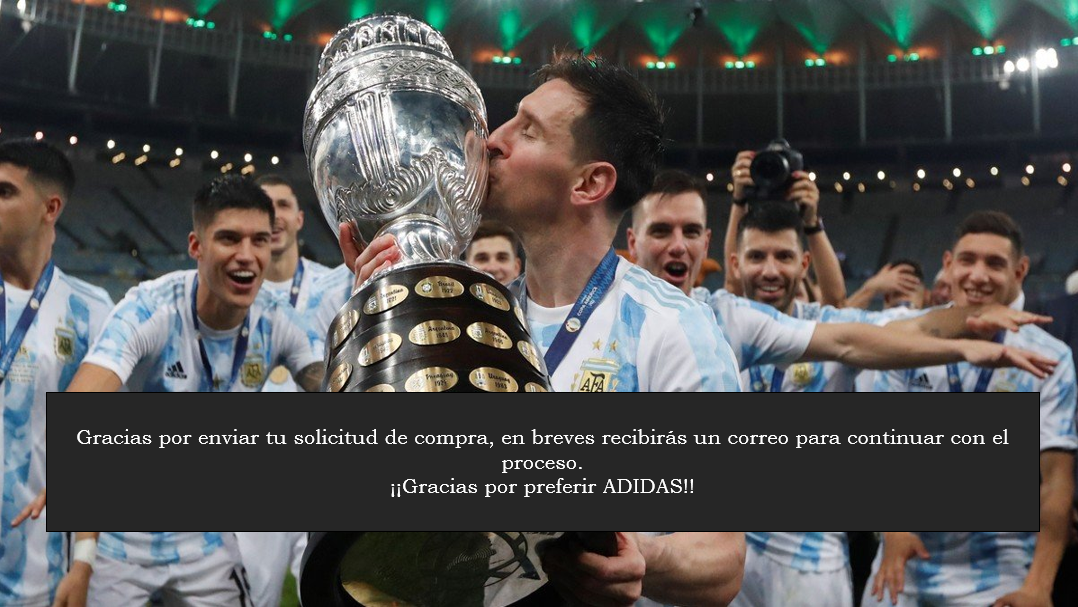 Gracias por enviar tu solicitud de compra, en breves recibirás un correo para continuar con el
proceso.
¡¡Gracias por preferir ADIDAS!!
AFA